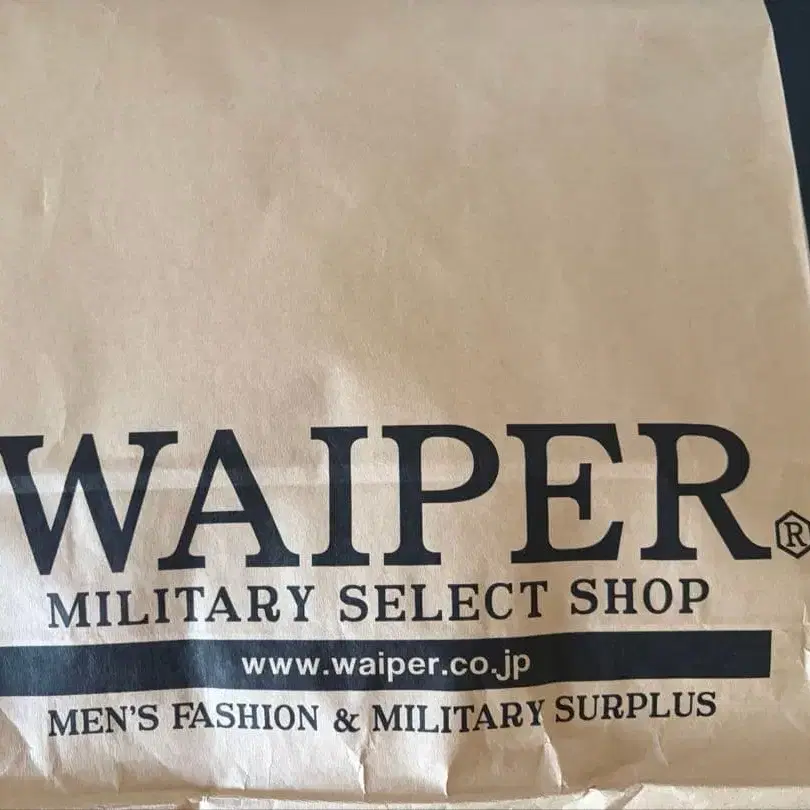 WAIPER®
MILITARY SELECT SHOP
www.waiper.co.jp
MEN'S FASHION & MILITARY SURPLUS